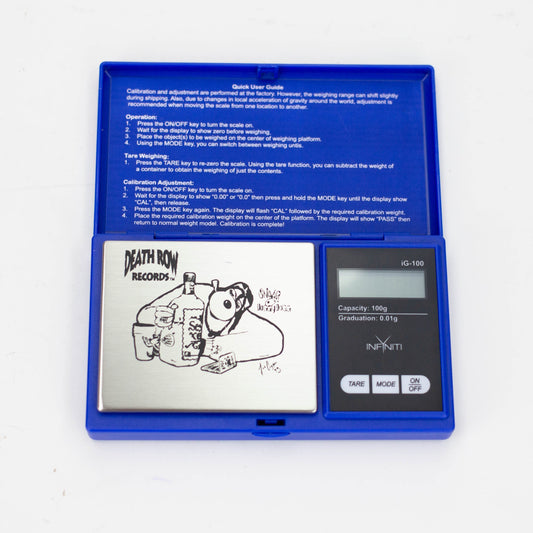 Quick User Guide
Calibration and adjustment are performed at the factory. However, the weighing range can shift slightly
during shipping. Also, due to changes in local acceleration of gravity around the world, adjustment is
recommended when moving the scale from one location to another.
Operation:
1. Press the ON/OFF key to turn the scale on.
2. Wait for the display to show zero before weighing.
3. Place the object(s) to be weighed on the center of weighing platform.
4. Using the MODE key, you can switch between weighing untis.
Tare Weighing:
1. Press the TARE key to re-zero the scale. Using the tare function, you can subtract the weight of
a container to obtain the weighing of just the contents.
Calibration Adjustment:
1. Press the ON/OFF key to turn the scale on.
2. Wait for the display to show "0.00" or "0.0" then press and hold the MODE key until the display show
"CAL", then release.
3. Press the MODE key again. The display will flash "CAL" followed by the required calibration weight.
4. Place the required calibration weight on the center of the platform. The display will show "PASS" then
return to normal weight model. Calibration is complete!
DEATH ROW
RECORDS™
iG-100
Capacity: 100g
Graduation: 0.01g
INFYNITI
TARE
MODE
ON
OFF